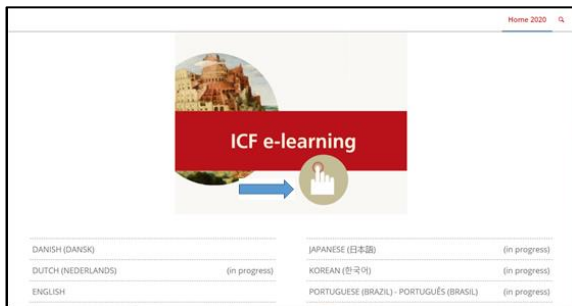 Home 2020
ICF e-learning
DANISH (DANSK)
DUTCH (NEDERLANDS) (in progress)
ENGLISH
JAPANESE (日本語) (in progress)
KOREAN (한국어) (in progress)
PORTUGUESE (BRAZIL) - PORTUGUÊS (BRASIL) (in progress)